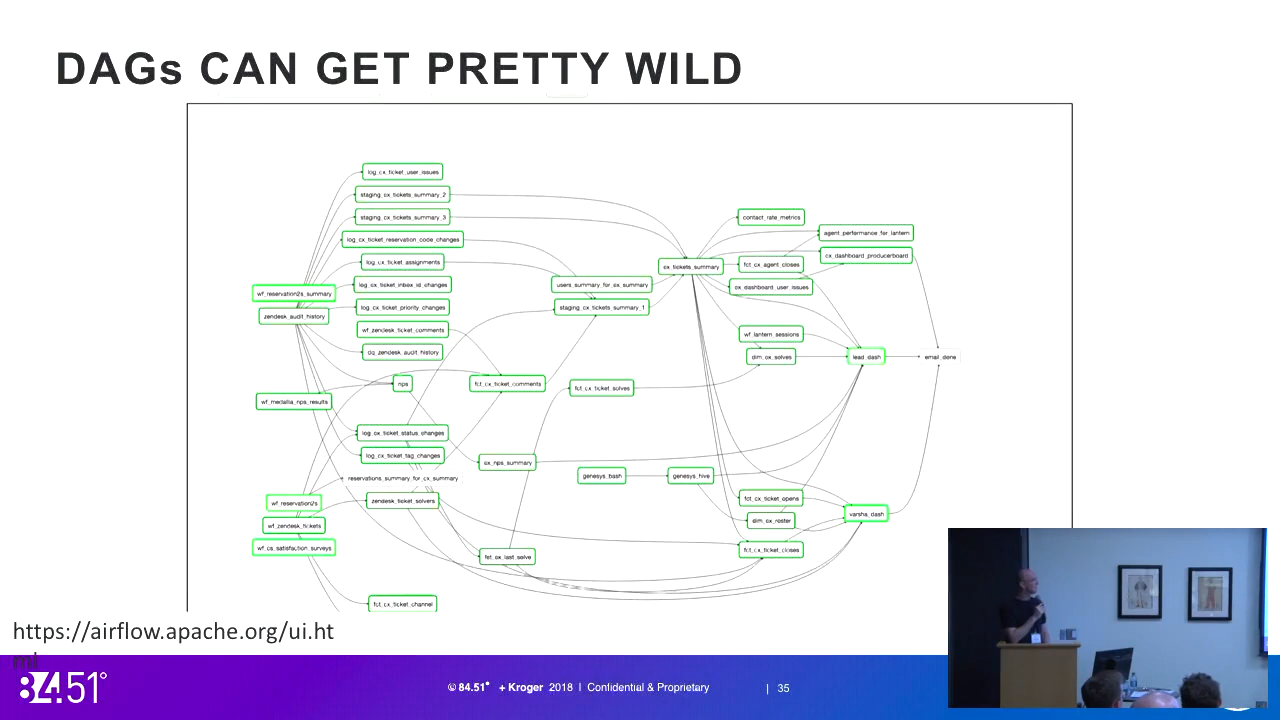 DAGs CAN GET PRETTY WILD
log_cx_ticket_user_issues
staging_cx_tickets_summary_2
staging_cx_tickets_summary_3
log_cx_ticket_reservation_code_changes
log_cx_ticket_assignments
log_cx_ticket_inbox_id_changes
log_cx_ticket_priority_changes
wf_zendesk_ticket_comments
dq_zendesk_audit_history
wf_reservation2s_summary
zendesk_audit_history
nps
wf_medallia_nps_results
log_cx_ticket_status_changes
log_cx_ticket_tag_changes
reservations_summary_for_cx_summary
zendesk_ticket_solvers
wf_reservation2s
wf_zendesk_tickets
wf_cs_satisfaction_surveys
fct_cx_ticket_channel
fct_cx_ticket_comments
cx_nps_summary
fct_cx_last_solve
users_summary_for_cx_summary
staging_cx_tickets_summary_1
fct_cx_ticket_solves
genesys_bash
genesys_hive
cx_tickets_summary
contact_rate_metrics
agent_performance_for_lantern
cx_dashboard_producerboard
fct_cx_agent_closes
cx_dashboard_user_issues
wf_lantern_sessions
dim_cx_solves
lead_dash
email_done
fct_cx_ticket_opens
dim_cx_roster
fct_cx_ticket_closes
varsha_dash
https://airflow.apache.org/ui.ht
ml
84.51°
© 84.51° + Kroger 2018 | Confidential & Proprietary | 35